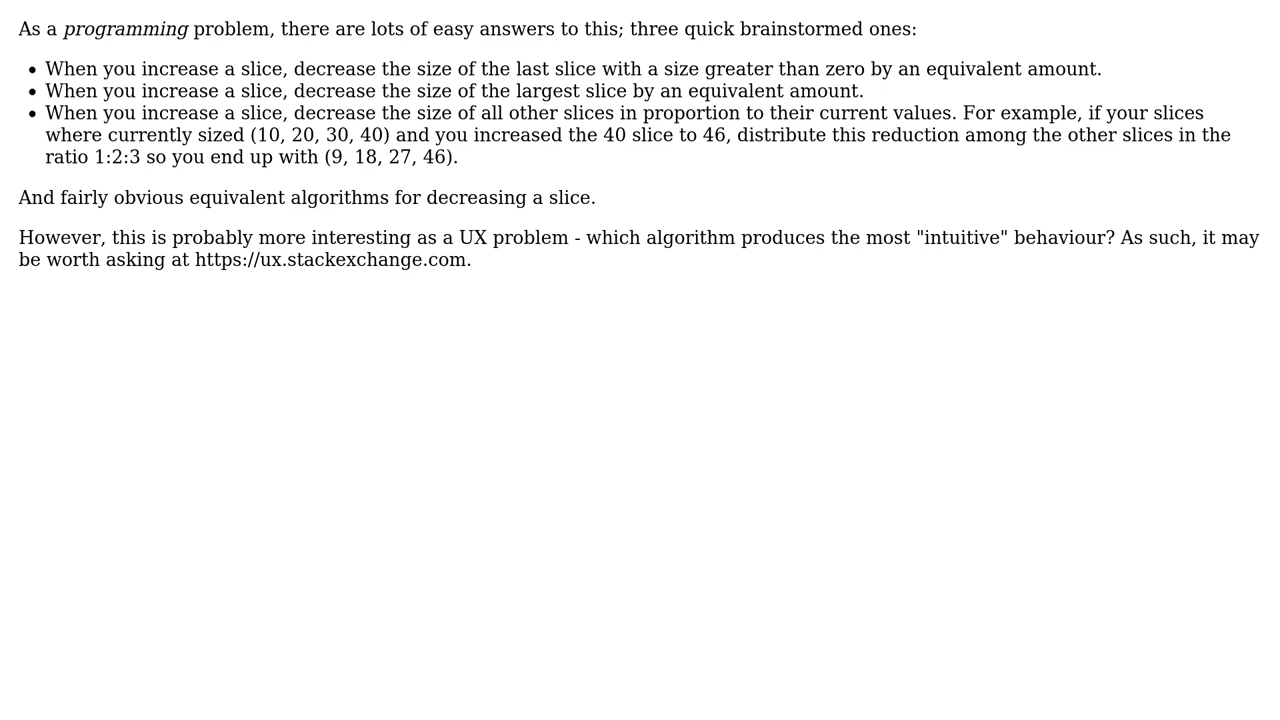 As a programming problem, there are lots of easy answers to this; three quick brainstormed ones:
• When you increase a slice, decrease the size of the last slice with a size greater than zero by an equivalent amount.
• When you increase a slice, decrease the size of the largest slice by an equivalent amount.
• When you increase a slice, decrease the size of all other slices in proportion to their current values. For example, if your slices
where currently sized (10, 20, 30, 40) and you increased the 40 slice to 46, distribute this reduction among the other slices in the
ratio 1:2:3 so you end up with (9, 18, 27, 46).
And fairly obvious equivalent algorithms for decreasing a slice.
However, this is probably more interesting as a UX problem - which algorithm produces the most "intuitive" behaviour? As such, it may
be worth asking at https://ux.stackexchange.com.